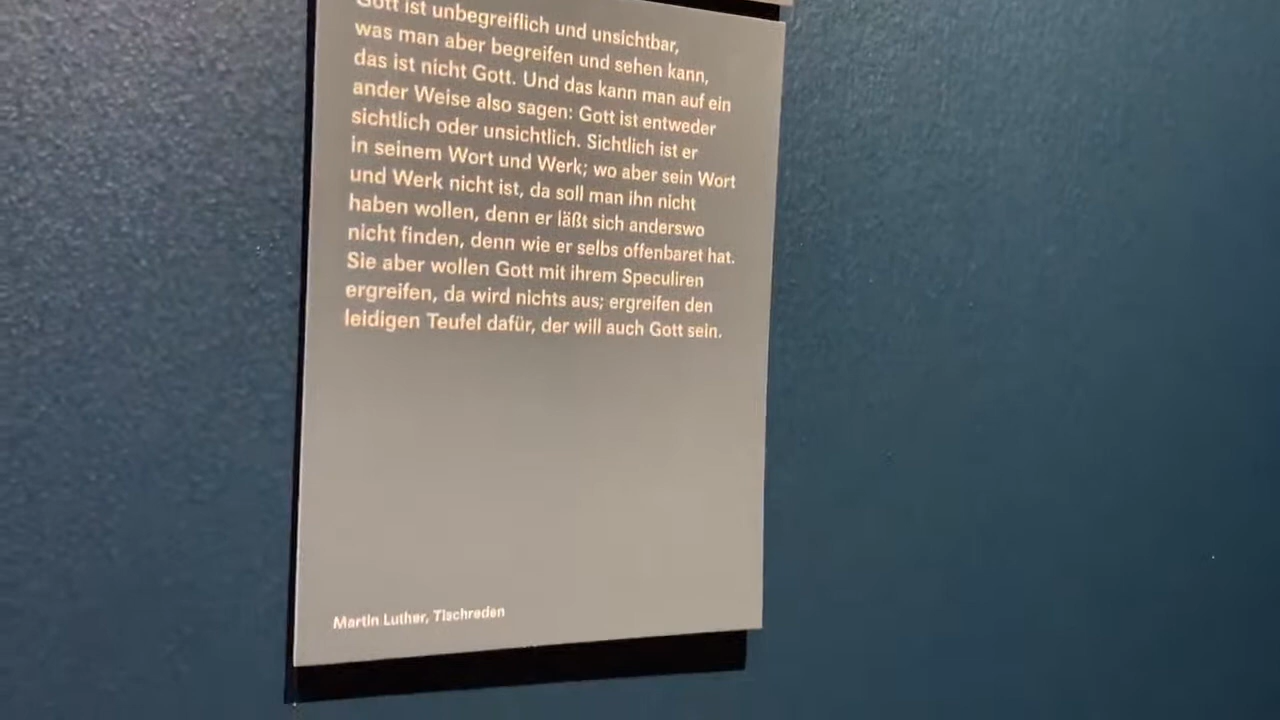 Gott ist unbegreiflich und unsichtbar,
was man aber begreifen und sehen kann,
das ist nicht Gott. Und das kann man auf ein
ander Weise also sagen: Gott ist entweder
sichtlich oder unsichtlich. Sichtlich ist er
in seinem Wort und Werk; wo aber sein Wort
und Werk nicht ist, da soll man ihn nicht
haben wollen, denn er läßt sich anderswo
nicht finden, denn wie er selbs offenbaret hat.
Sie aber wollen Gott mit ihrem Speculiren
ergreifen, da wird nichts aus; ergreifen den
leidigen Teufel dafür, der will auch Gott sein.
Martin Luther, Tischreden